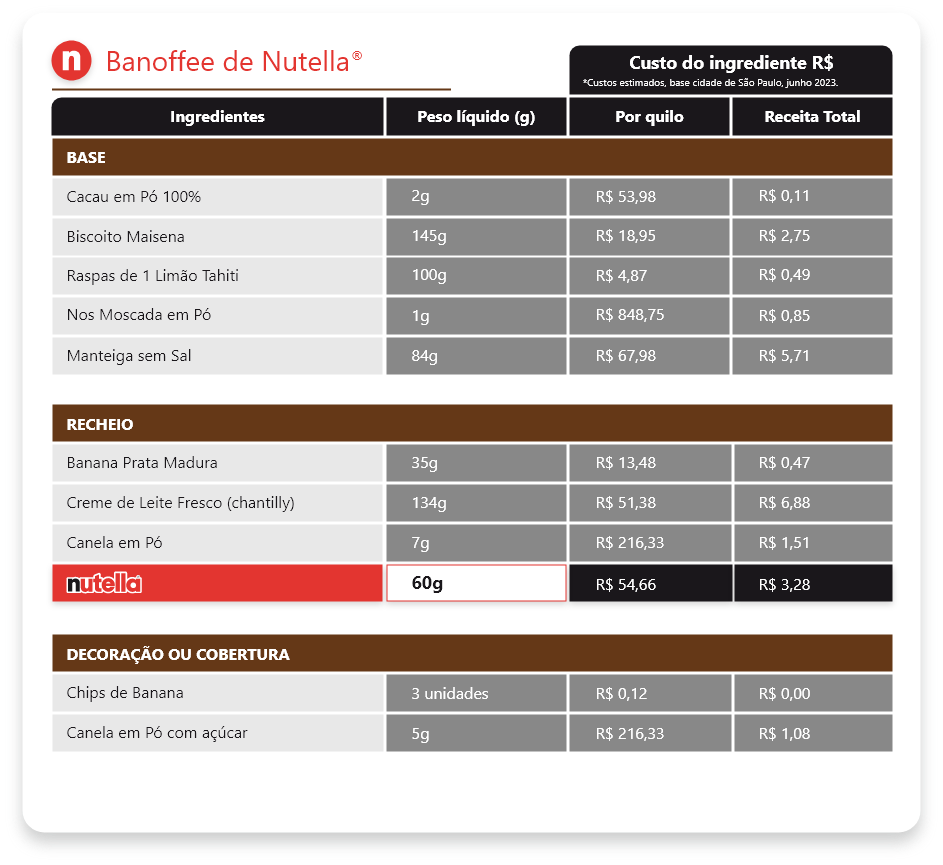 n Banoffee de Nutella®
Custo do ingrediente R$
*Custos estimados, base cidade de São Paulo, junho 2023.
Ingredientes Peso líquido (g) Por quilo Receita Total
BASE
Cacau em Pó 100% 2g R$ 53,98 R$ 0,11
Biscoito Maisena 145g R$ 18,95 R$ 2,75
Raspas de 1 Limão Tahiti 100g R$ 4,87 R$ 0,49
Nos Moscada em Pó 1g R$ 848,75 R$ 0,85
Manteiga sem Sal 84g R$ 67,98 R$ 5,71
RECHEIO
Banana Prata Madura 35g R$ 13,48 R$ 0,47
Creme de Leite Fresco (chantilly) 134g R$ 51,38 R$ 6,88
Canela em Pó 7g R$ 216,33 R$ 1,51
nutella 60g R$ 54,66 R$ 3,28
DECORAÇÃO OU COBERTURA
Chips de Banana 3 unidades R$ 0,12 R$ 0,00
Canela em Pó com açúcar 5g R$ 216,33 R$ 1,08